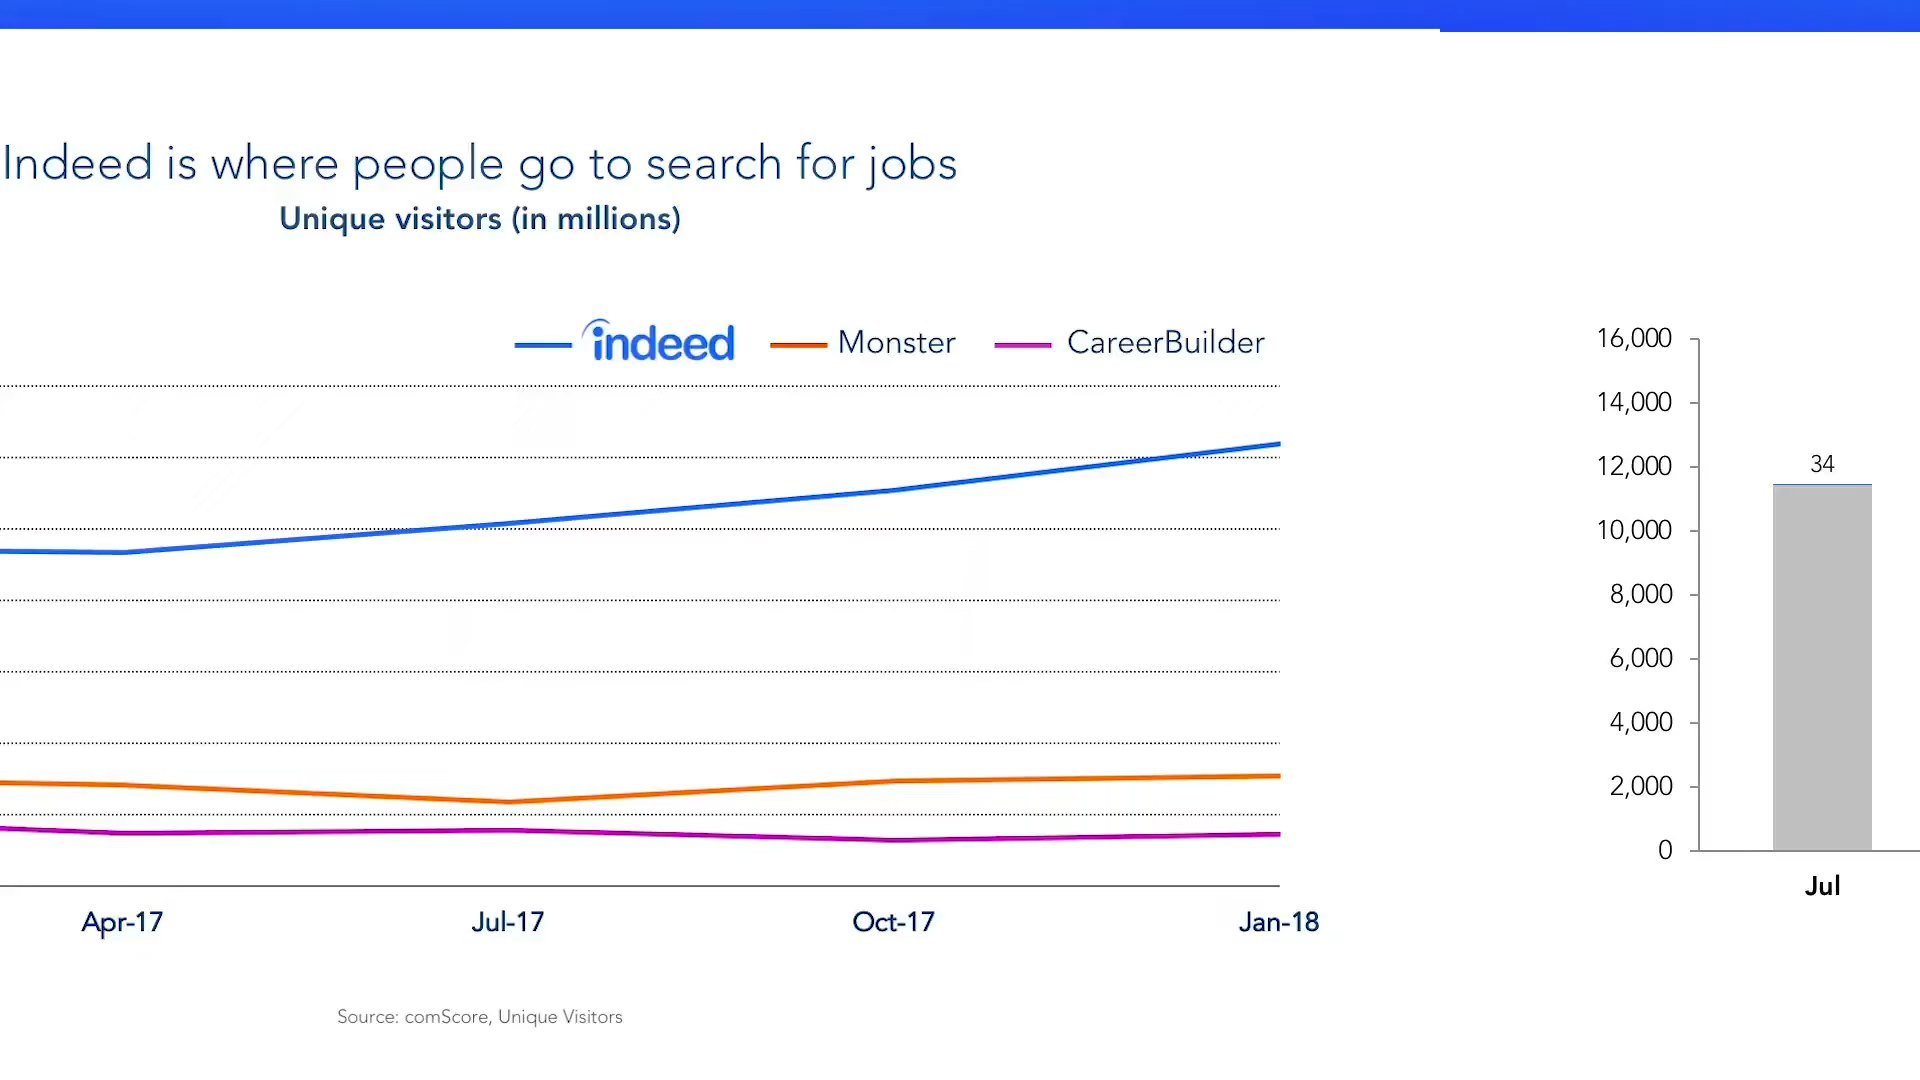 Indeed is where people go to search for jobs
Unique visitors (in millions)
indeed Monster CareerBuilder
Apr-17 Jul-17 Oct-17 Jan-18
Source: comScore, Unique Visitors
16,000
14,000
12,000
10,000
8,000
6,000
4,000
2,000
0
34
Jul